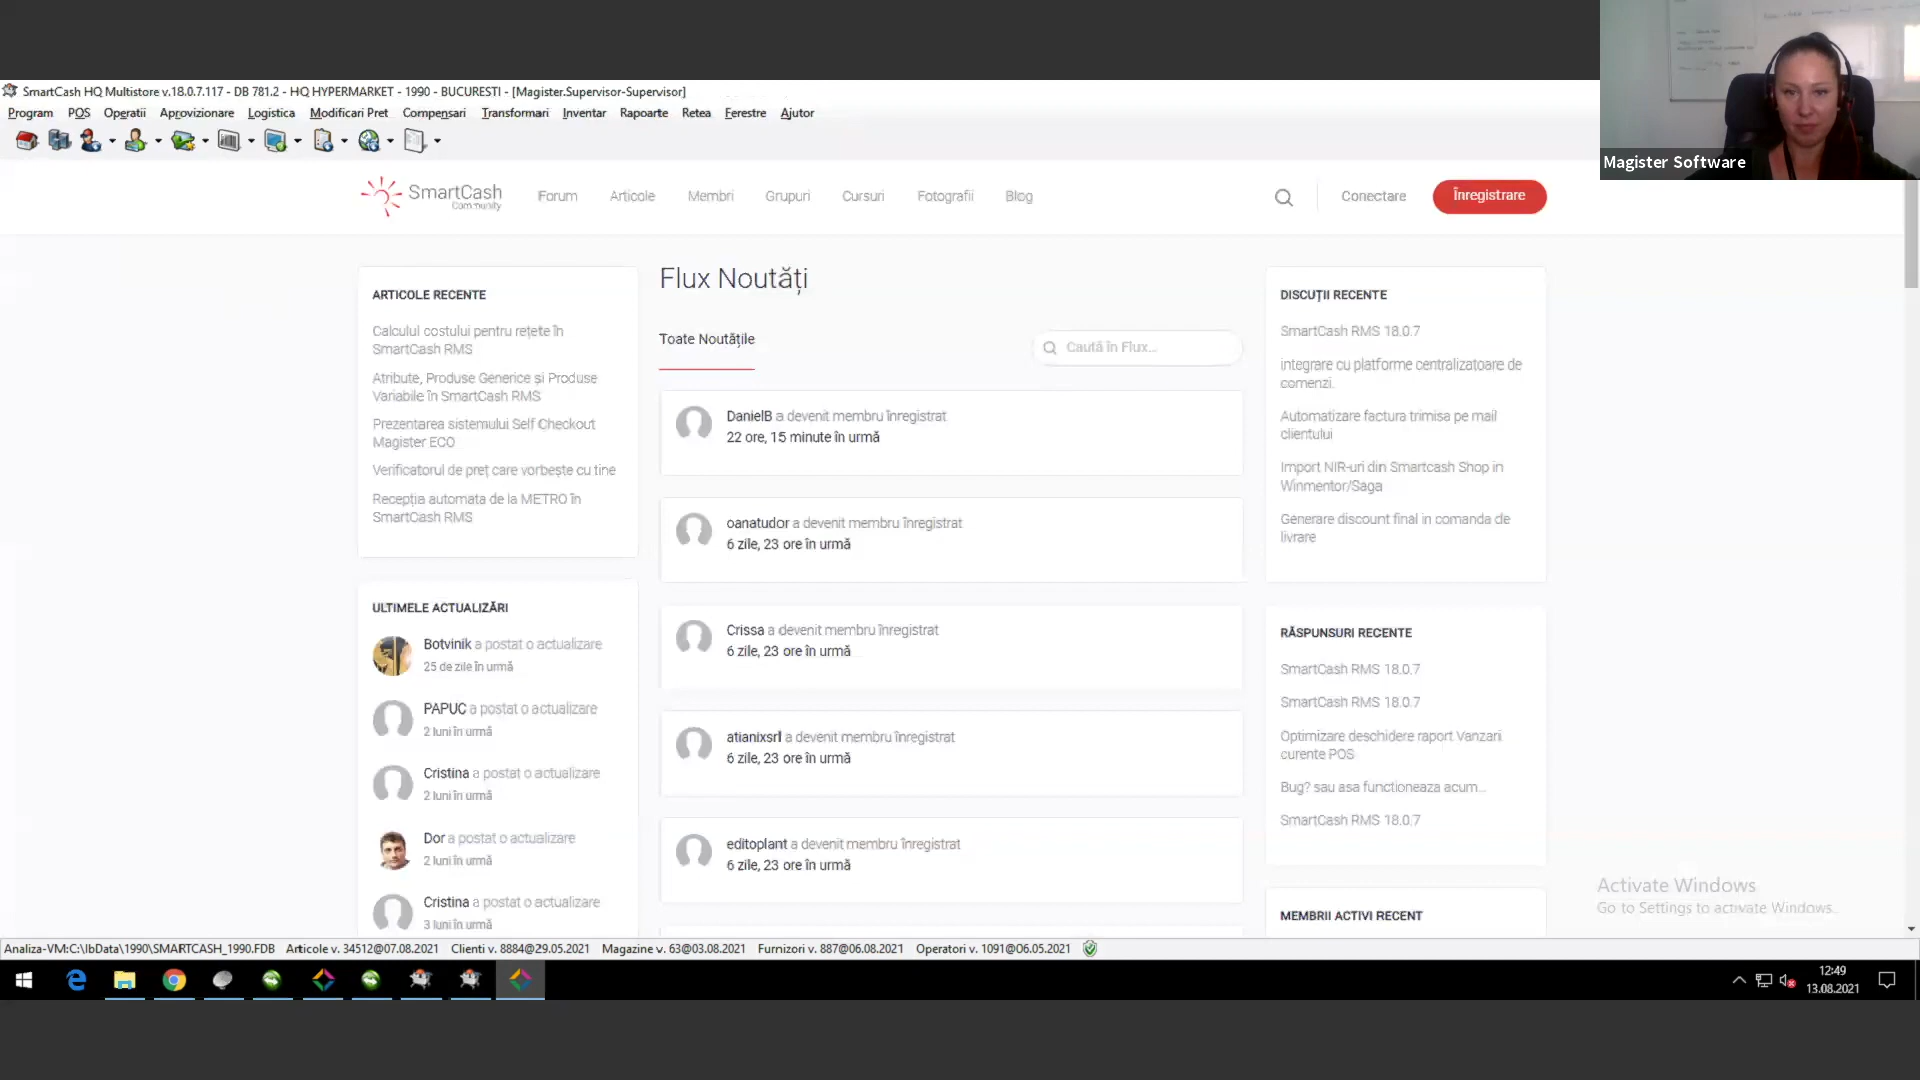 SmartCash HQ Multistore v.18.0.7.117 - DB 781.2 - HQ HYPERMARKET - 1990 - BUCURESTI - [Magister.Supervisor-Supervisor]
Program POS Operatii Aprovizionare Logistica Modificari Pret Compensari Transformari Inventar Rapoarte Retea Ferestre Ajutor
Magister Software
SmartCash
Community
Forum Articole Membri Grupuri Cursuri Fotografii Blog
Conectare Înregistrare
ARTICOLE RECENTE
Calculul costului pentru rețete în
SmartCash RMS
Atribute, Produse Generice și Produse
Variabile în SmartCash RMS
Prezentarea sistemului Self Checkout
Magister ECO
Verificatorul de preț care vorbește cu tine
Recepția automata de la METRO în
SmartCash RMS
ULTIMELE ACTUALIZĂRI
Botvinik a postat o actualizare
25 de zile în urmă
PAPUC a postat o actualizare
2 luni în urmă
Cristina a postat o actualizare
2 luni în urmă
Dor a postat o actualizare
2 luni în urmă
Cristina a postat o actualizare
3 luni în urmă
Flux Noutăți
Toate Noutățile
Caută în Flux...
DanielB a devenit membru înregistrat
22 ore, 15 minute în urmă
oanatudor a devenit membru înregistrat
6 zile, 23 ore în urmă
Crissa a devenit membru înregistrat
6 zile, 23 ore în urmă
atianixsrl a devenit membru înregistrat
6 zile, 23 ore în urmă
editoplant a devenit membru înregistrat
6 zile, 23 ore în urmă
DISCUȚII RECENTE
SmartCash RMS 18.0.7
integrare cu platforme centralizatoare de
comenzi.
Automatizare factura trimisa pe mail
clientului
Import NIR-uri din Smartcash Shop in
Winmentor/Saga
Generare discount final in comanda de
livrare
RĂSPUNSURI RECENTE
SmartCash RMS 18.0.7
SmartCash RMS 18.0.7
Optimizare deschidere raport Vanzari
curente POS
Bug? sau asa functioneaza acum...
SmartCash RMS 18.0.7
MEMBRII ACTIVI RECENT
Activate Windows
Go to Settings to activate Windows.
Analiza-VM:C:\IbData\1990\SMARTCASH_1990.FDB Articole v. 34512@07.08.2021 Clienti v. 8884@29.05.2021 Magazine v. 63@03.08.2021 Furnizori v. 887@06.08.2021 Operatori v. 1091@06.05.2021
12:49
13.08.2021